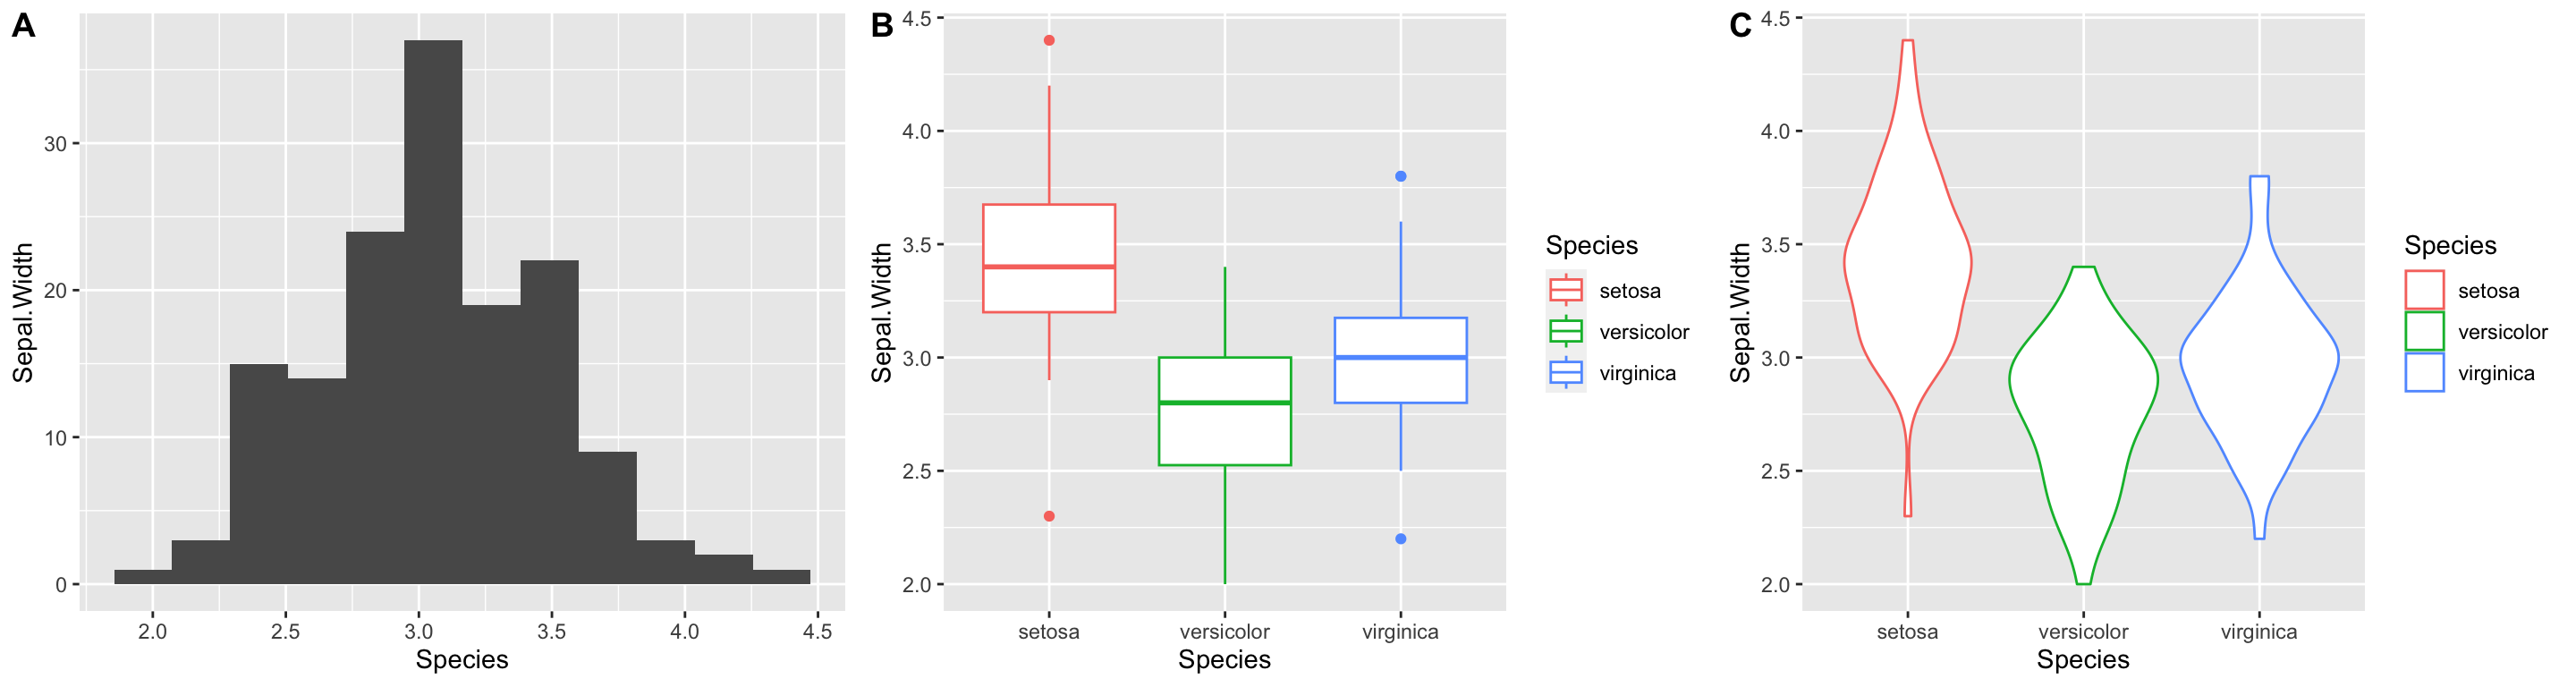 A
Sepal.Width
30
20
10
0
2.0 2.5 3.0 3.5 4.0 4.5
Species
B
Sepal.Width
4.5
4.0
3.5
3.0
2.5
2.0
setosa versicolor virginica
Species
Species
setosa
versicolor
virginica
C
Sepal.Width
4.5
4.0
3.5
3.0
2.5
2.0
setosa versicolor virginica
Species
Species
setosa
versicolor
virginica